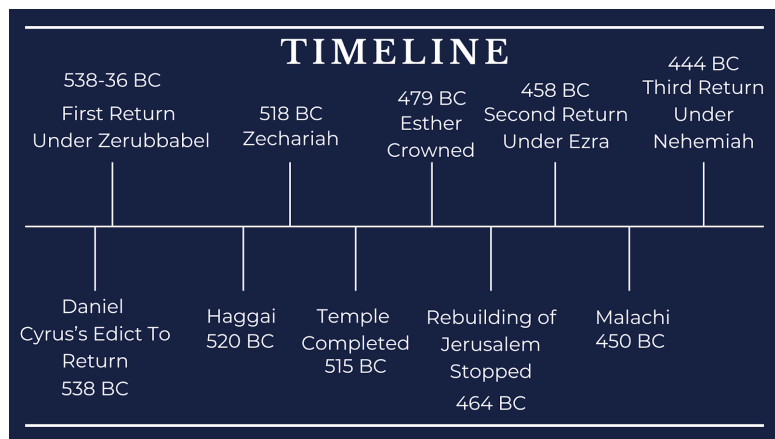 TIMELINE
538-36 BC
First Return
Under Zerubbabel
518 BC
Zechariah
479 BC
Esther
Crowned
458 BC
Second Return
Under Ezra
444 BC
Third Return
Under
Nehemiah
Daniel
Cyrus’s Edict To
Return
538 BC
Haggai
520 BC
Temple
Completed
515 BC
Rebuilding of
Jerusalem
Stopped
464 BC
Malachi
450 BC